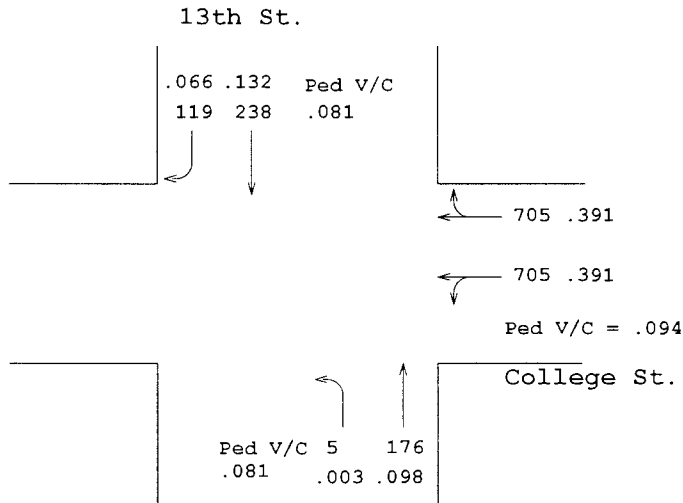 13th St.
.066 .132 Ped V/C
119 238 .081
705 .391
705 .391
Ped V/C = .094
College St.
Ped V/C 5 176
.081 .003 .098